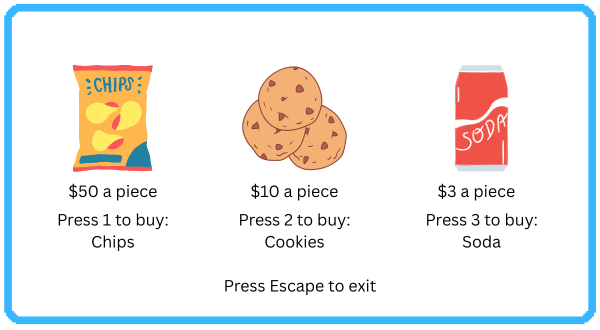 CHIPS
SODA
$50 a piece
$10 a piece
$3 a piece
Press 1 to buy:
Chips
Press 2 to buy:
Cookies
Press 3 to buy:
Soda
Press Escape to exit